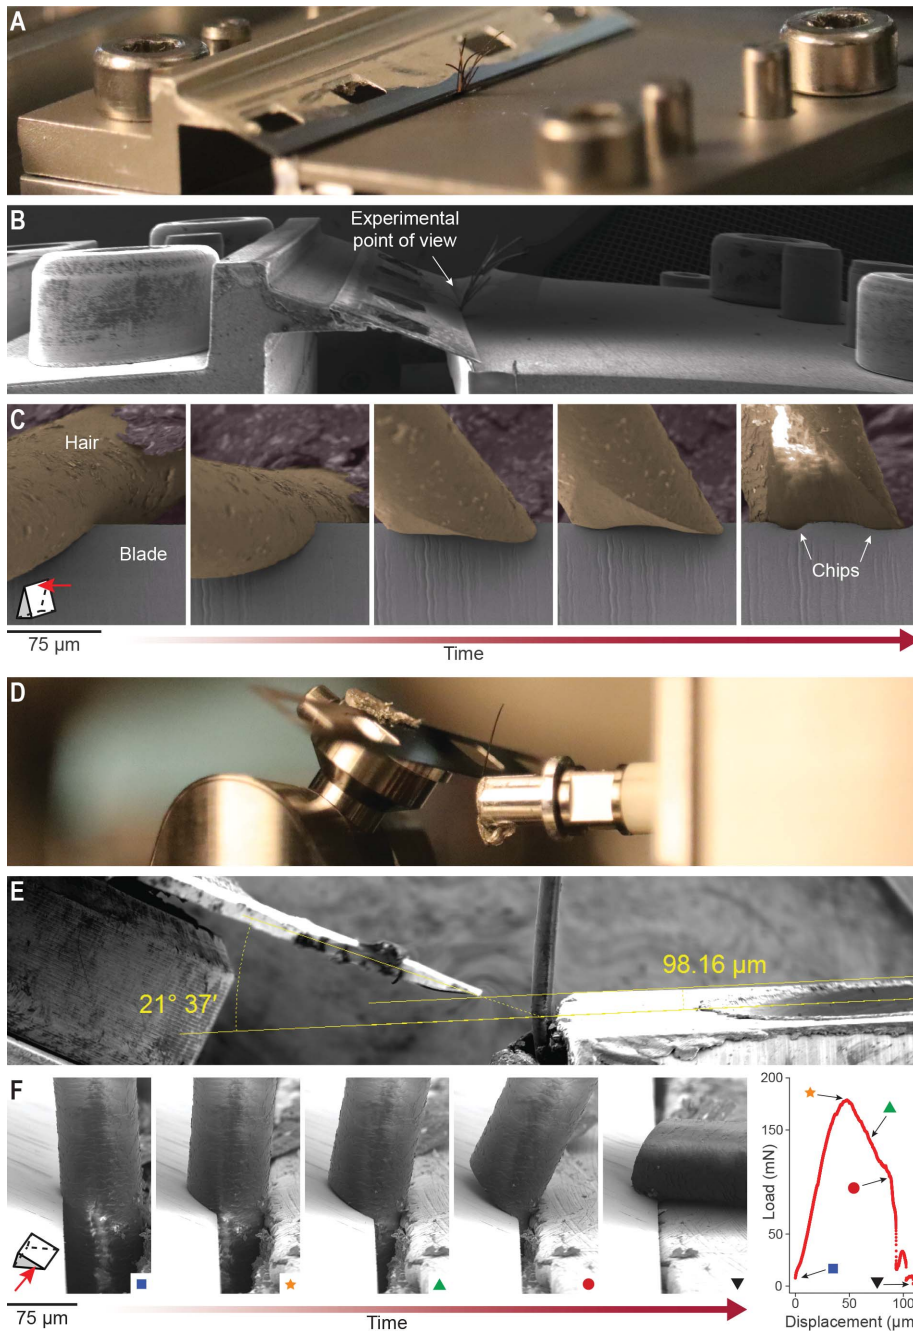 A
B
Experimental
point of view
C
Hair
Blade
Chips
75 µm
Time
D
E
21° 37′
98.16 µm
F
200
150
100
50
0
Load (mN)
0
50
100
Displacement (µm)
75 µm
Time